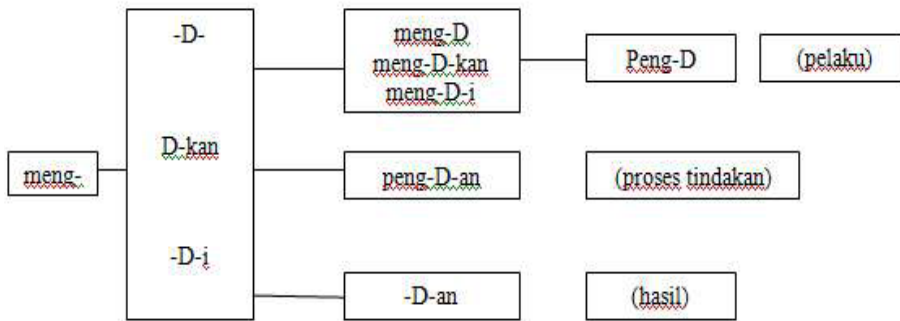 meng-
-D-
D-kan
-D-i
meng-D
meng-D-kan
meng-D-i
Peng-D
(pelaku)
peng-D-an
(proses tindakan)
-D-an
(hasil)